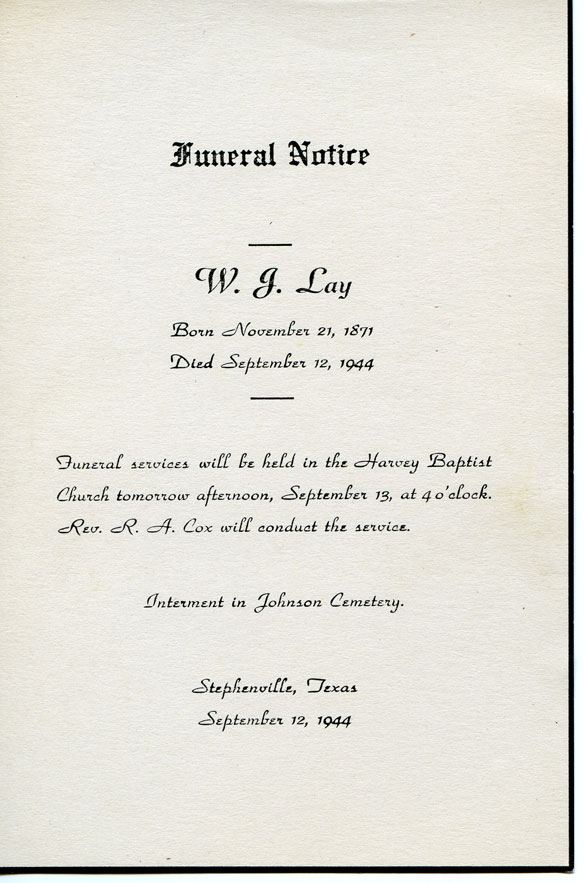 Funeral Notice
W. J. Lay
Born November 21, 1871
Died September 12, 1944
Funeral services will be held in the Harvey Baptist
Church tomorrow afternoon, September 13, at 4 o'clock.
Rev. R. A. Cox will conduct the service.
Interment in Johnson Cemetery.
Stephenville, Texas
September 12, 1944